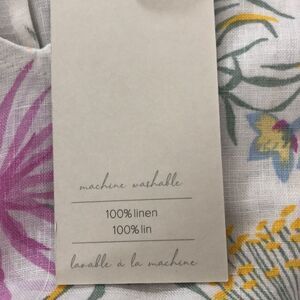 machine washable
100% linen
100% lin
lavable à la machine